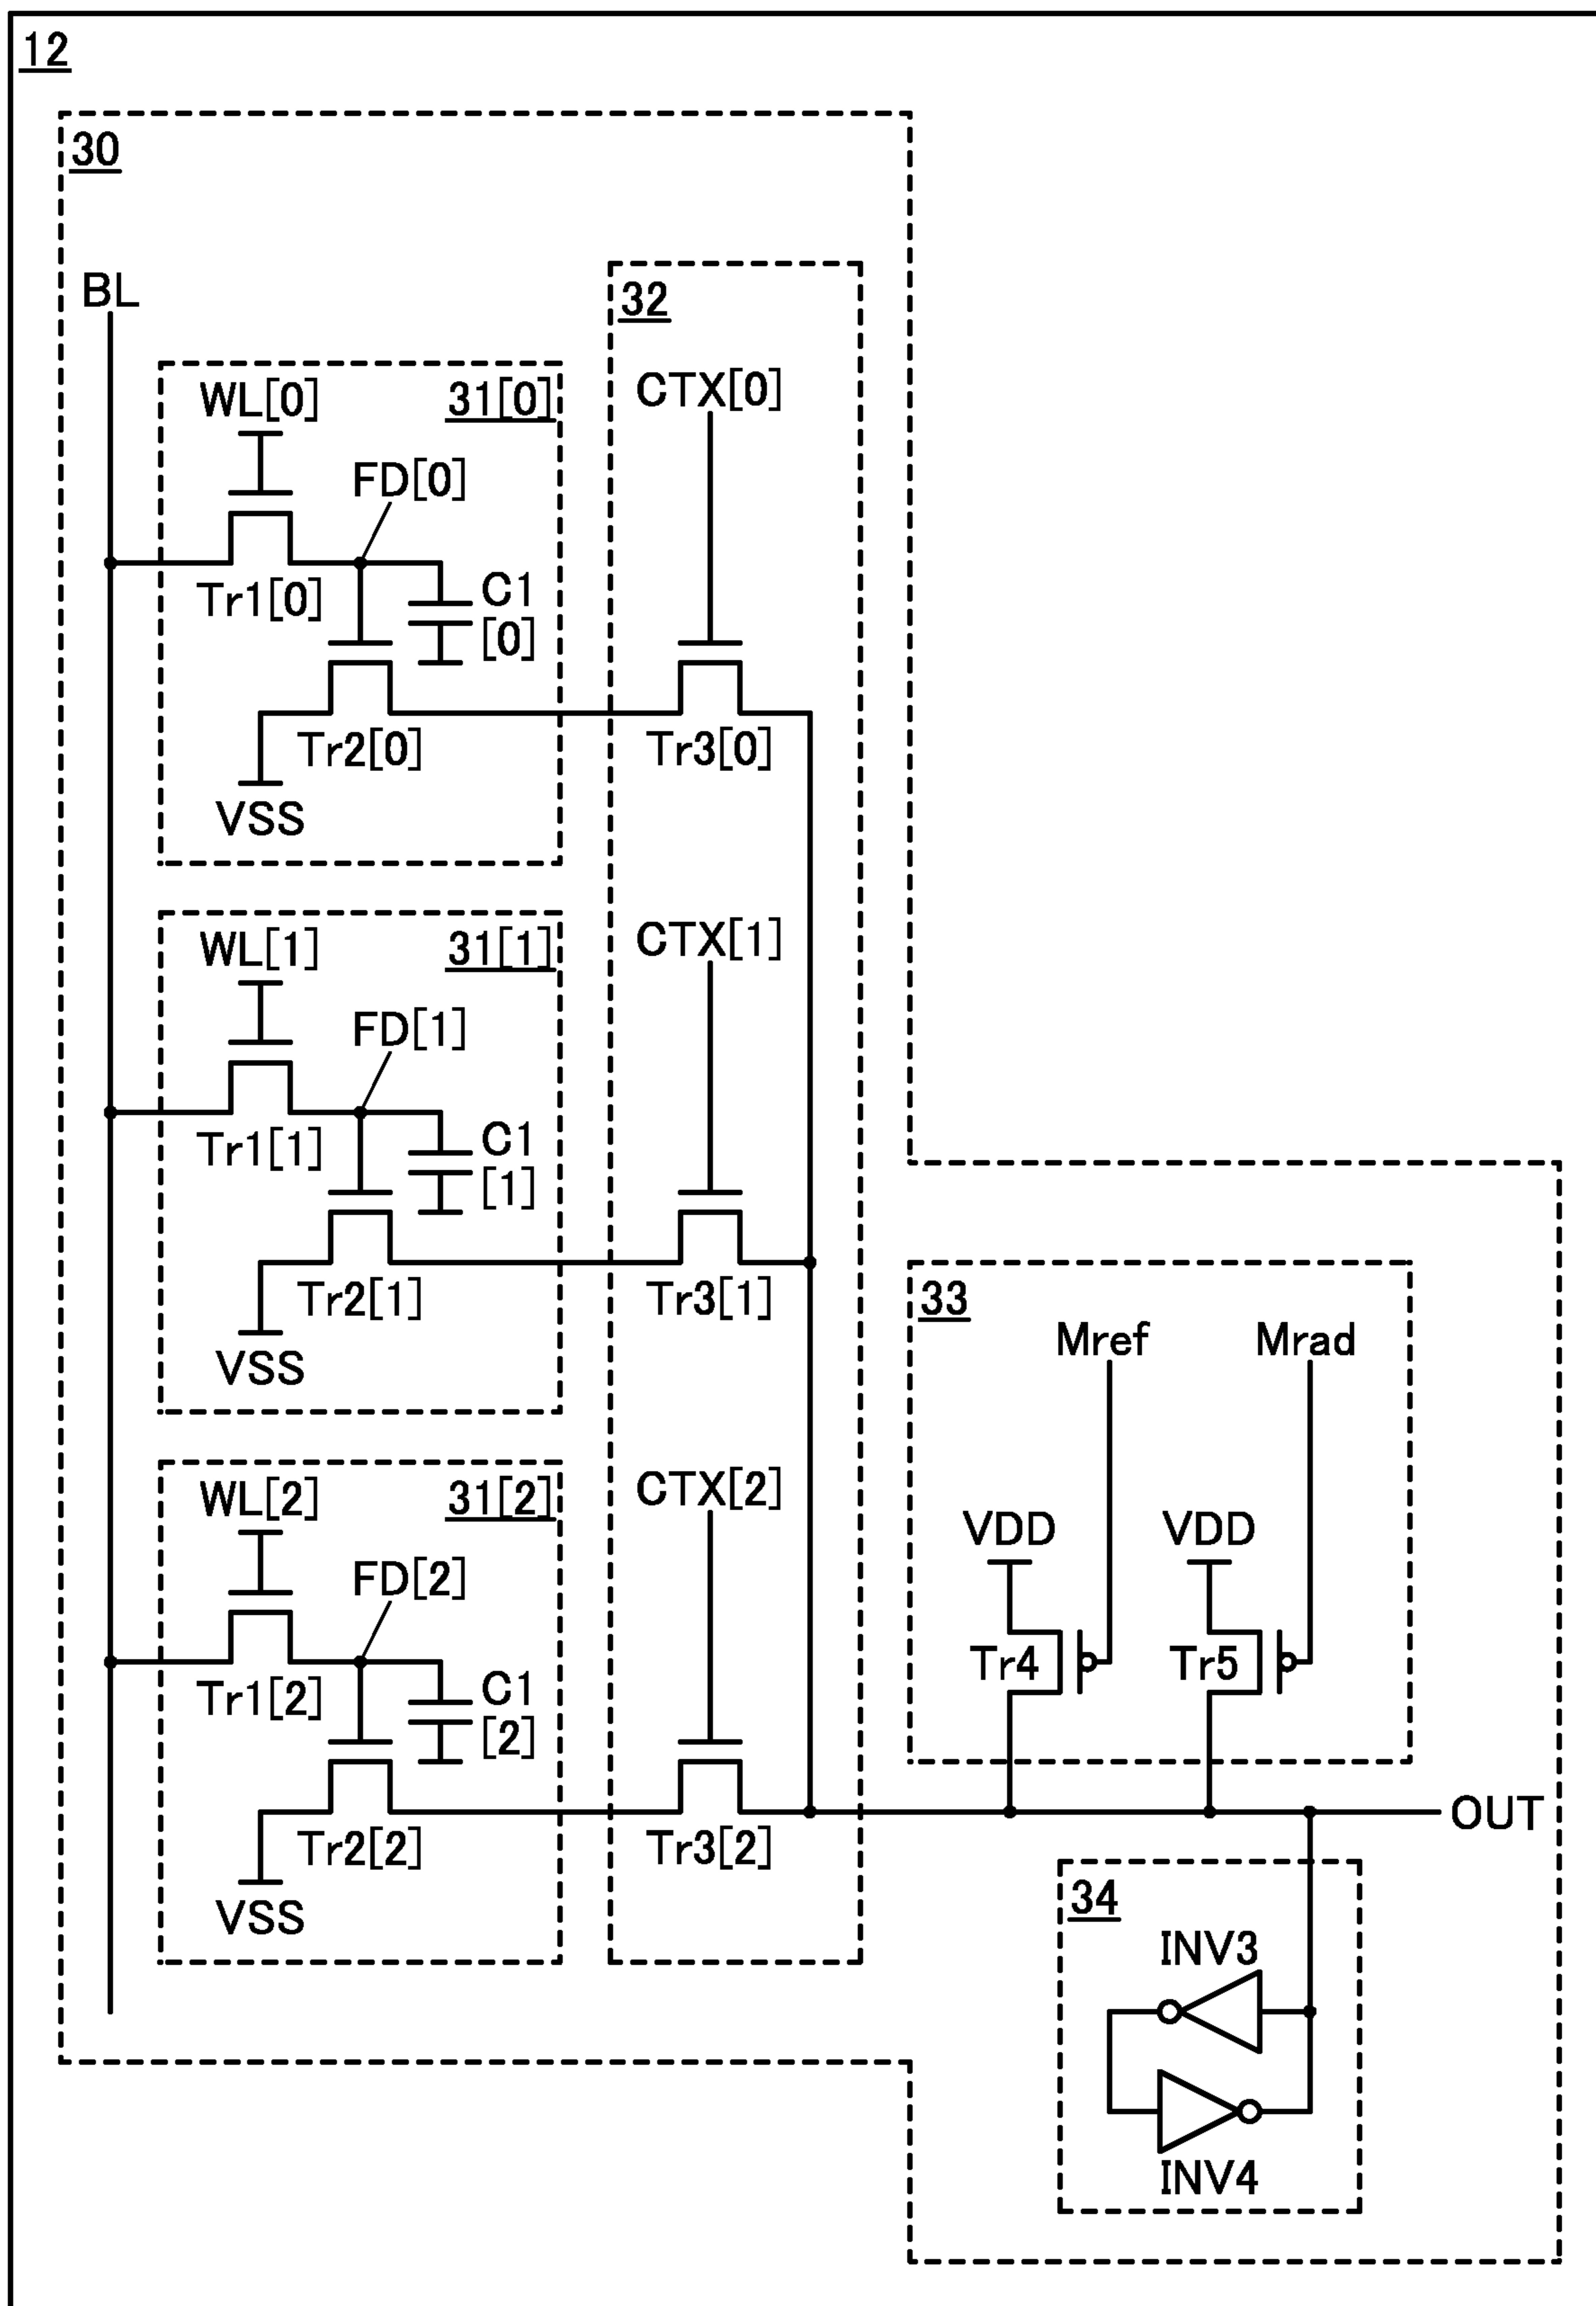 12
30
BL
32
WL[0]
31[0]
CTX[0]
FD[0]
Tr1[0]
C1
[0]
Tr2[0]
Tr3[0]
VSS
WL[1]
31[1]
CTX[1]
FD[1]
Tr1[1]
C1
[1]
Tr2[1]
Tr3[1]
VSS
33
Mref
Mrad
WL[2]
31[2]
CTX[2]
FD[2]
VDD
VDD
Tr1[2]
C1
[2]
Tr4
Tr5
Tr2[2]
Tr3[2]
OUT
VSS
34
INV3
INV4